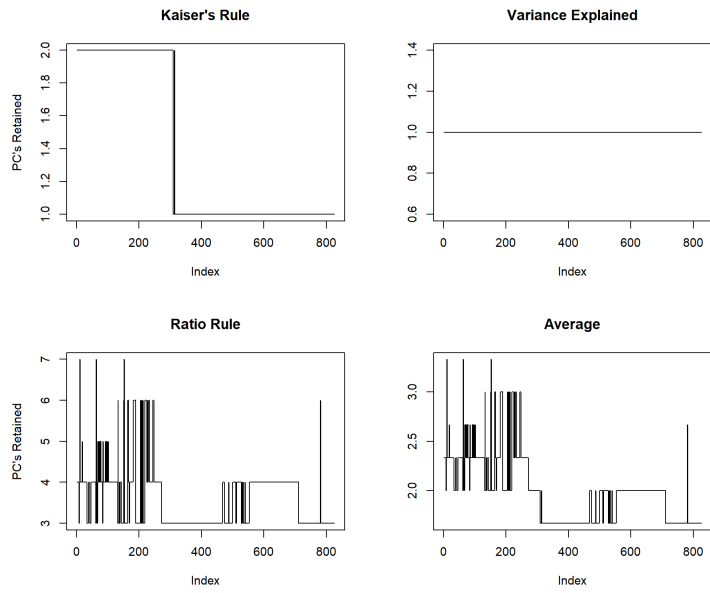 Kaiser's Rule
PC's Retained
2.0
1.8
1.6
1.4
1.2
1.0
0 200 400 600 800
Index
Variance Explained
1.4
1.2
1.0
0.8
0.6
0 200 400 600 800
Index
Ratio Rule
PC's Retained
7
6
5
4
3
0 200 400 600 800
Index
Average
3.0
2.5
2.0
0 200 400 600 800
Index